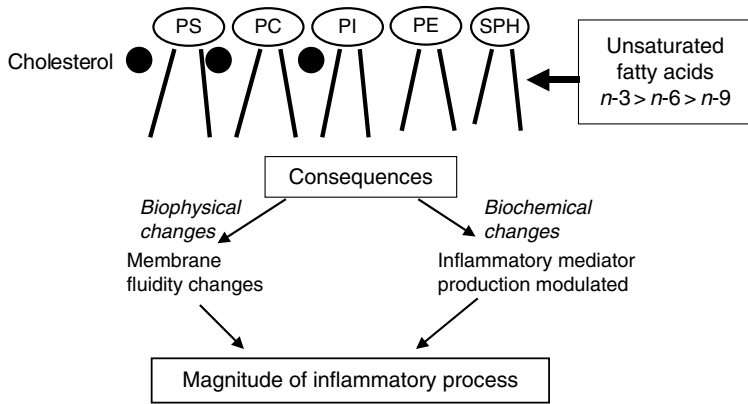 PS PC PI PE SPH
Cholesterol
Unsaturated
fatty acids
n-3 > n-6 > n-9
Consequences
Biophysical
changes
Biochemical
changes
Membrane
fluidity changes
Inflammatory mediator
production modulated
Magnitude of inflammatory process